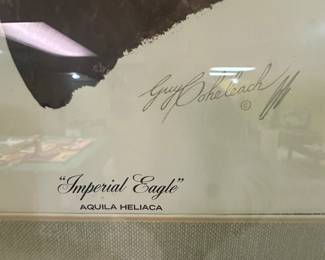 Guy Coheleach
©
"Imperial Eagle"
AQUILA HELIACA